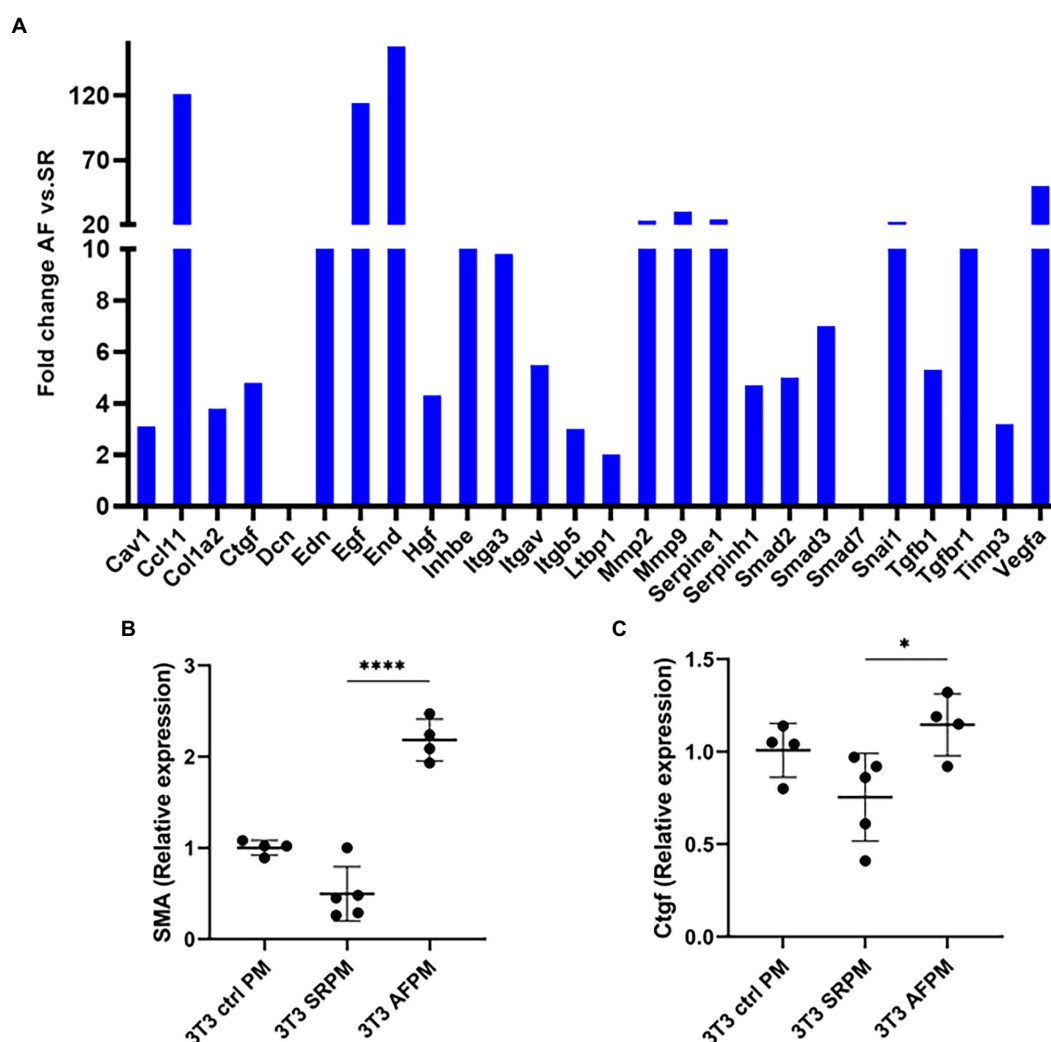 A
Fold change AF vs.SR
120
70
20
10
8
6
4
2
0
Cav1
Ccl11
Col1a2
Ctgf
Dcn
Edn
Egf
End
Hgf
Inhbe
Itga3
Itgav
Itgb5
Ltbp1
Mmp2
Mmp9
Serpine1
Serpinh1
Smad2
Smad3
Smad7
Snai1
Tgfb1
Tgfbr1
Timp3
Vegfa
B
SMA (Relative expression)
3
2
1
0
****
3T3 ctrl PM
3T3 SRPM
3T3 AFPM
C
Ctgf (Relative expression)
1.5
1.0
0.5
0.0
*
3T3 ctrl PM
3T3 SRPM
3T3 AFPM